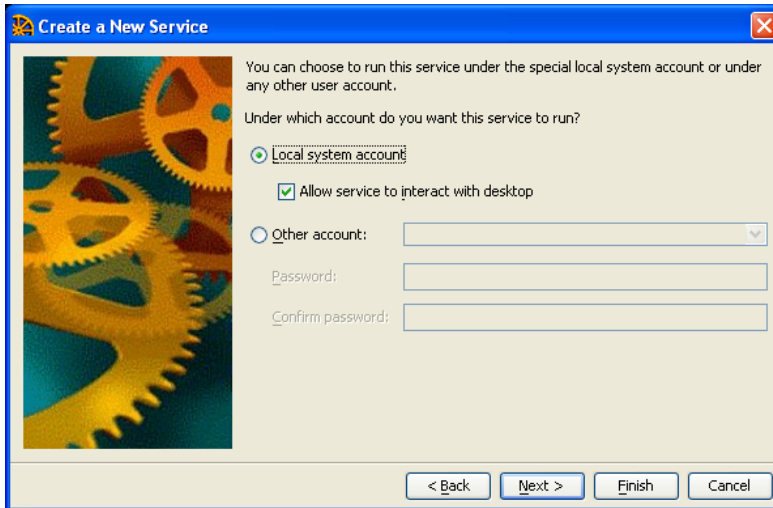 Create a New Service
You can choose to run this service under the special local system account or under
any other user account.
Under which account do you want this service to run?
Local system account
Allow service to interact with desktop
Other account:
Password:
Confirm password:
< Back
Next >
Finish
Cancel